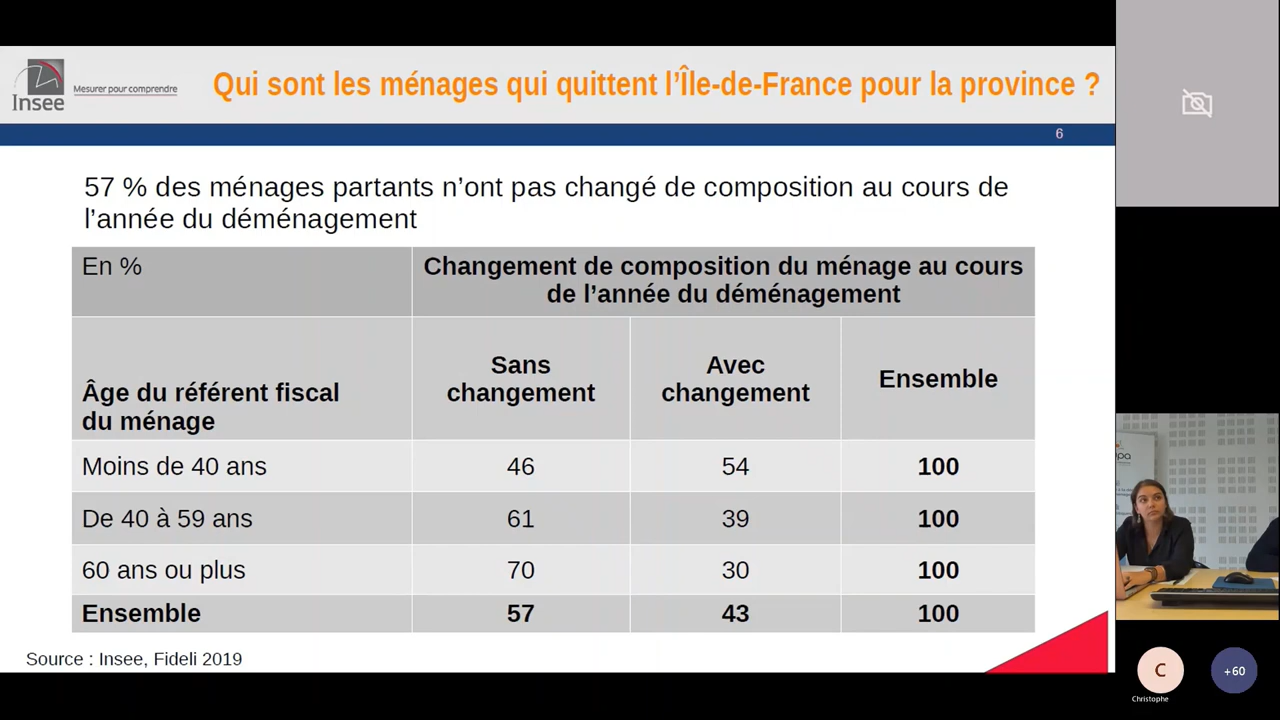 Insee
Mesurer pour comprendre
Qui sont les ménages qui quittent l’Île-de-France pour la province ?
6
57 % des ménages partants n’ont pas changé de composition au cours de
l’année du déménagement
En %
Changement de composition du ménage au cours
de l’année du déménagement
Âge du référent fiscal
du ménage
Sans
changement
Avec
changement
Ensemble
Moins de 40 ans 46 54 100
De 40 à 59 ans 61 39 100
60 ans ou plus 70 30 100
Ensemble 57 43 100
Source : Insee, Fideli 2019
C
Christophe
+60